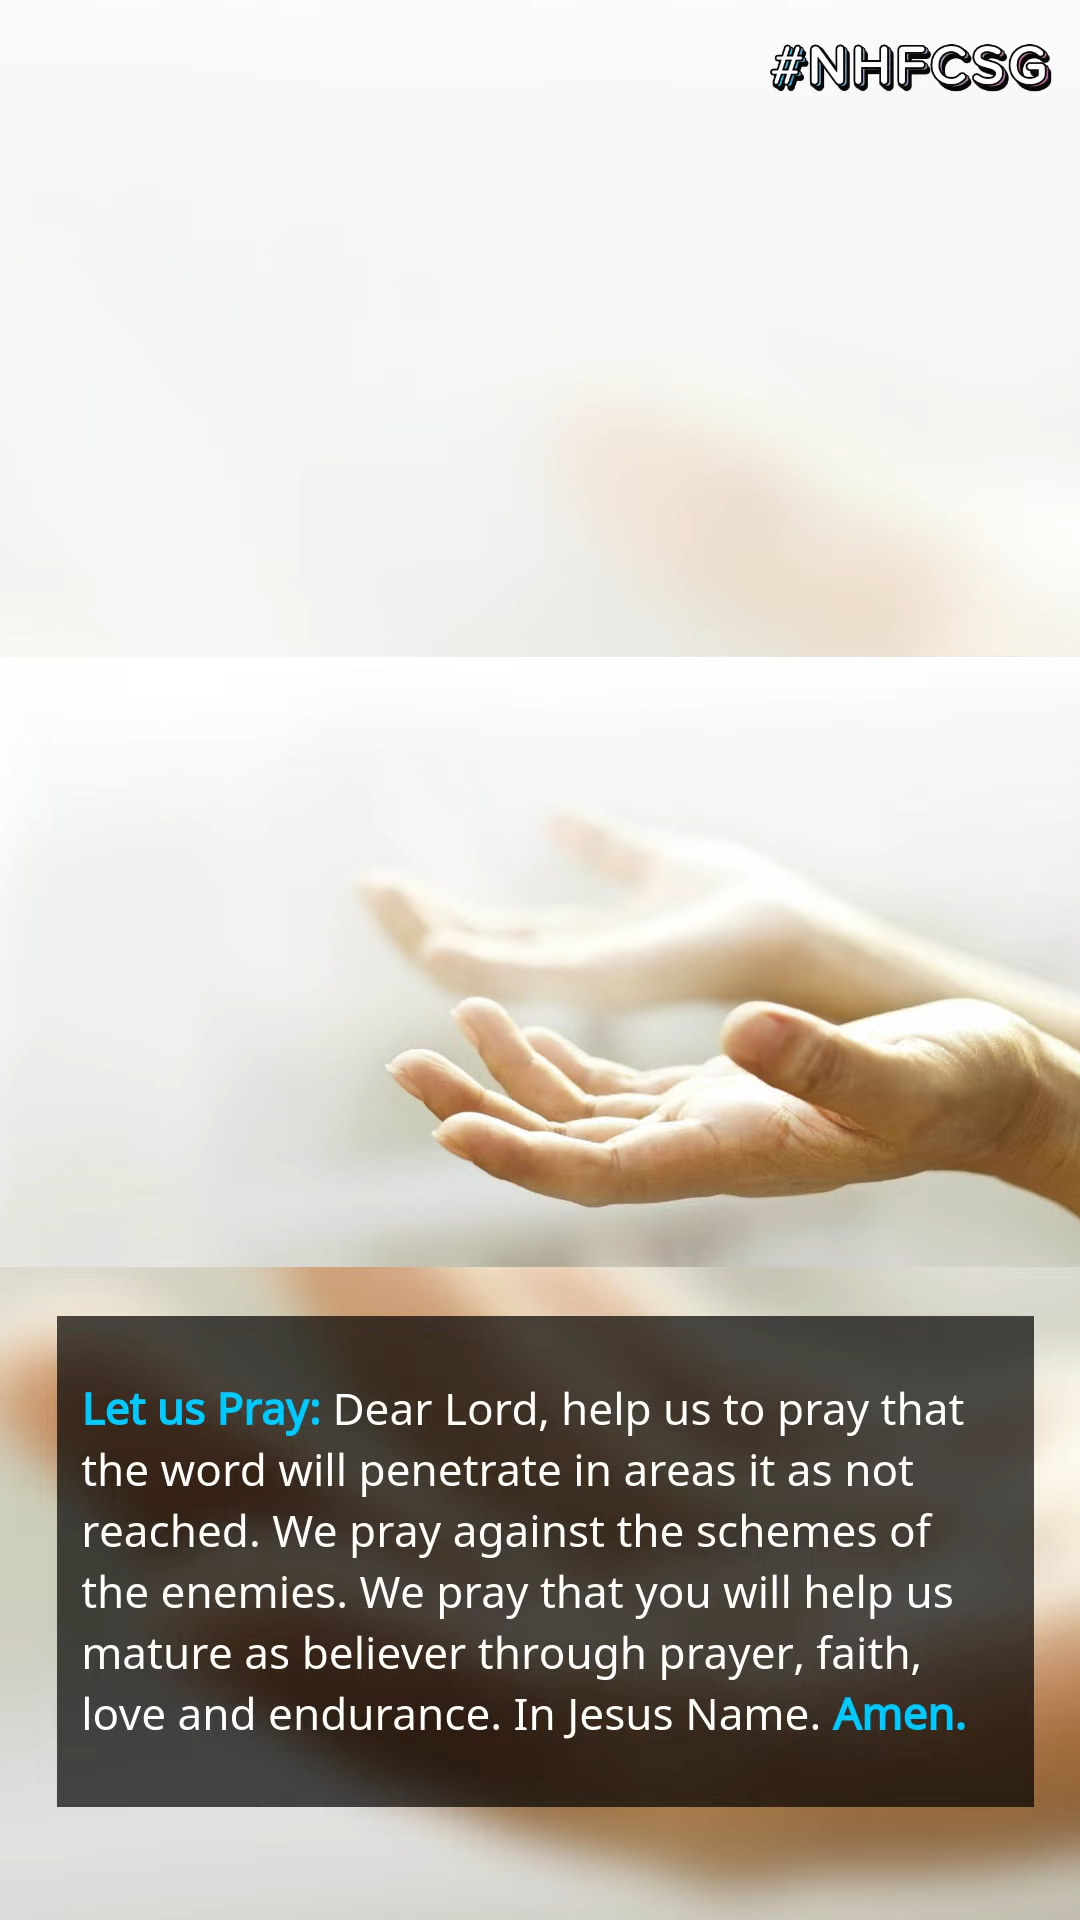 #NHFCSG
Let us Pray: Dear Lord, help us to pray that
the word will penetrate in areas it as not
reached. We pray against the schemes of
the enemies. We pray that you will help us
mature as believer through prayer, faith,
love and endurance. In Jesus Name. Amen.